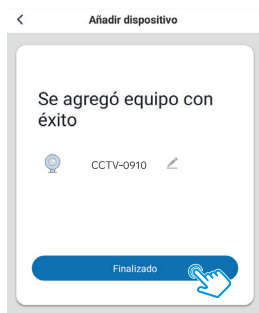 Añadir dispositivo
Se agregó equipo con
éxito
CCTV-0910
Finalizado